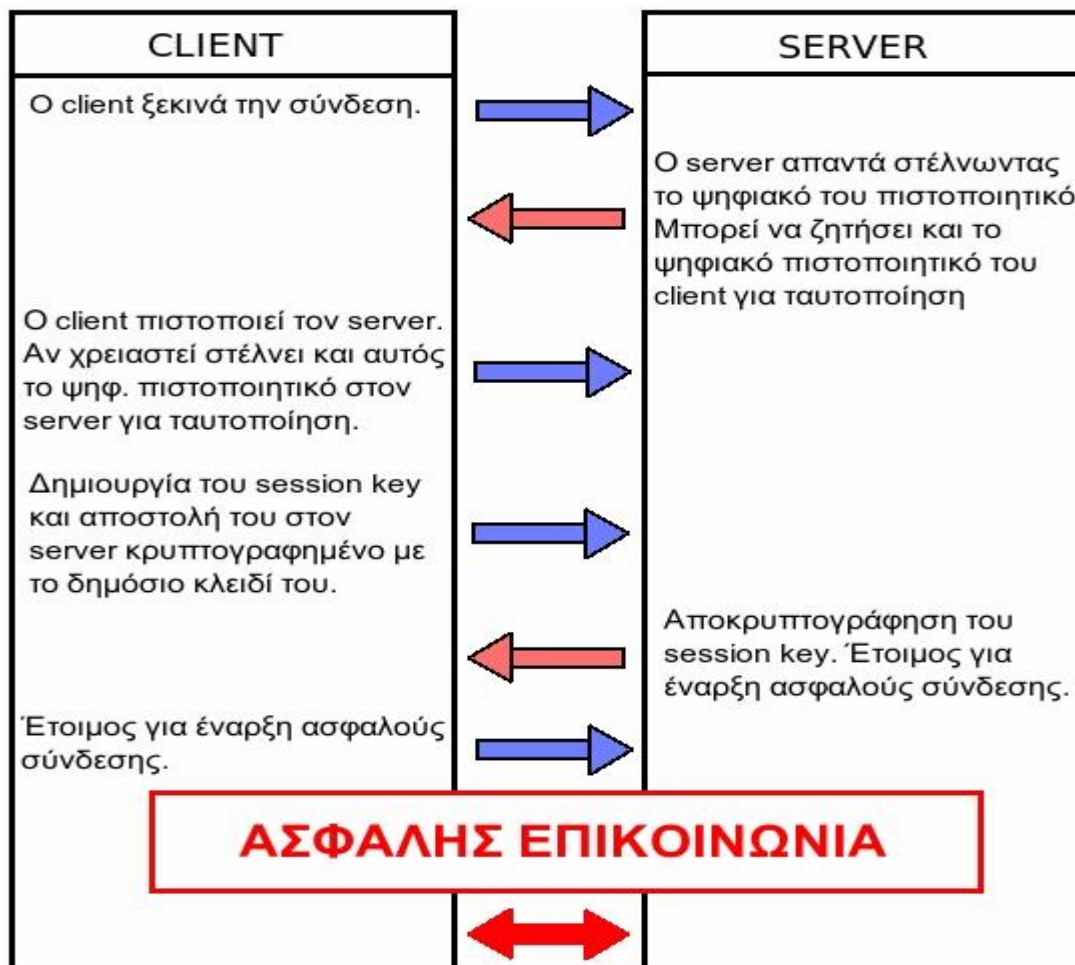 CLIENT
SERVER
Ο client ξεκινά την σύνδεση.
Ο server απαντά στέλνωντας
το ψηφιακό του πιστοποιητικό
Μπορεί να ζητήσει και το
ψηφιακό πιστοποιητικό του
client για ταυτοποίηση
Ο client πιστοποιεί τον server.
Αν χρειαστεί στέλνει και αυτός
το ψηφ. πιστοποιητικό στον
server για ταυτοποίηση.
Δημιουργία του session key
και αποστολή του στον
server κρυπτογραφημένο με
το δημόσιο κλειδί του.
Αποκρυπτογράφηση του
session key. Έτοιμος για
έναρξη ασφαλούς σύνδεσης.
Έτοιμος για έναρξη ασφαλούς
σύνδεσης.
ΑΣΦΑΛΗΣ ΕΠΙΚΟΙΝΩΝΙΑ